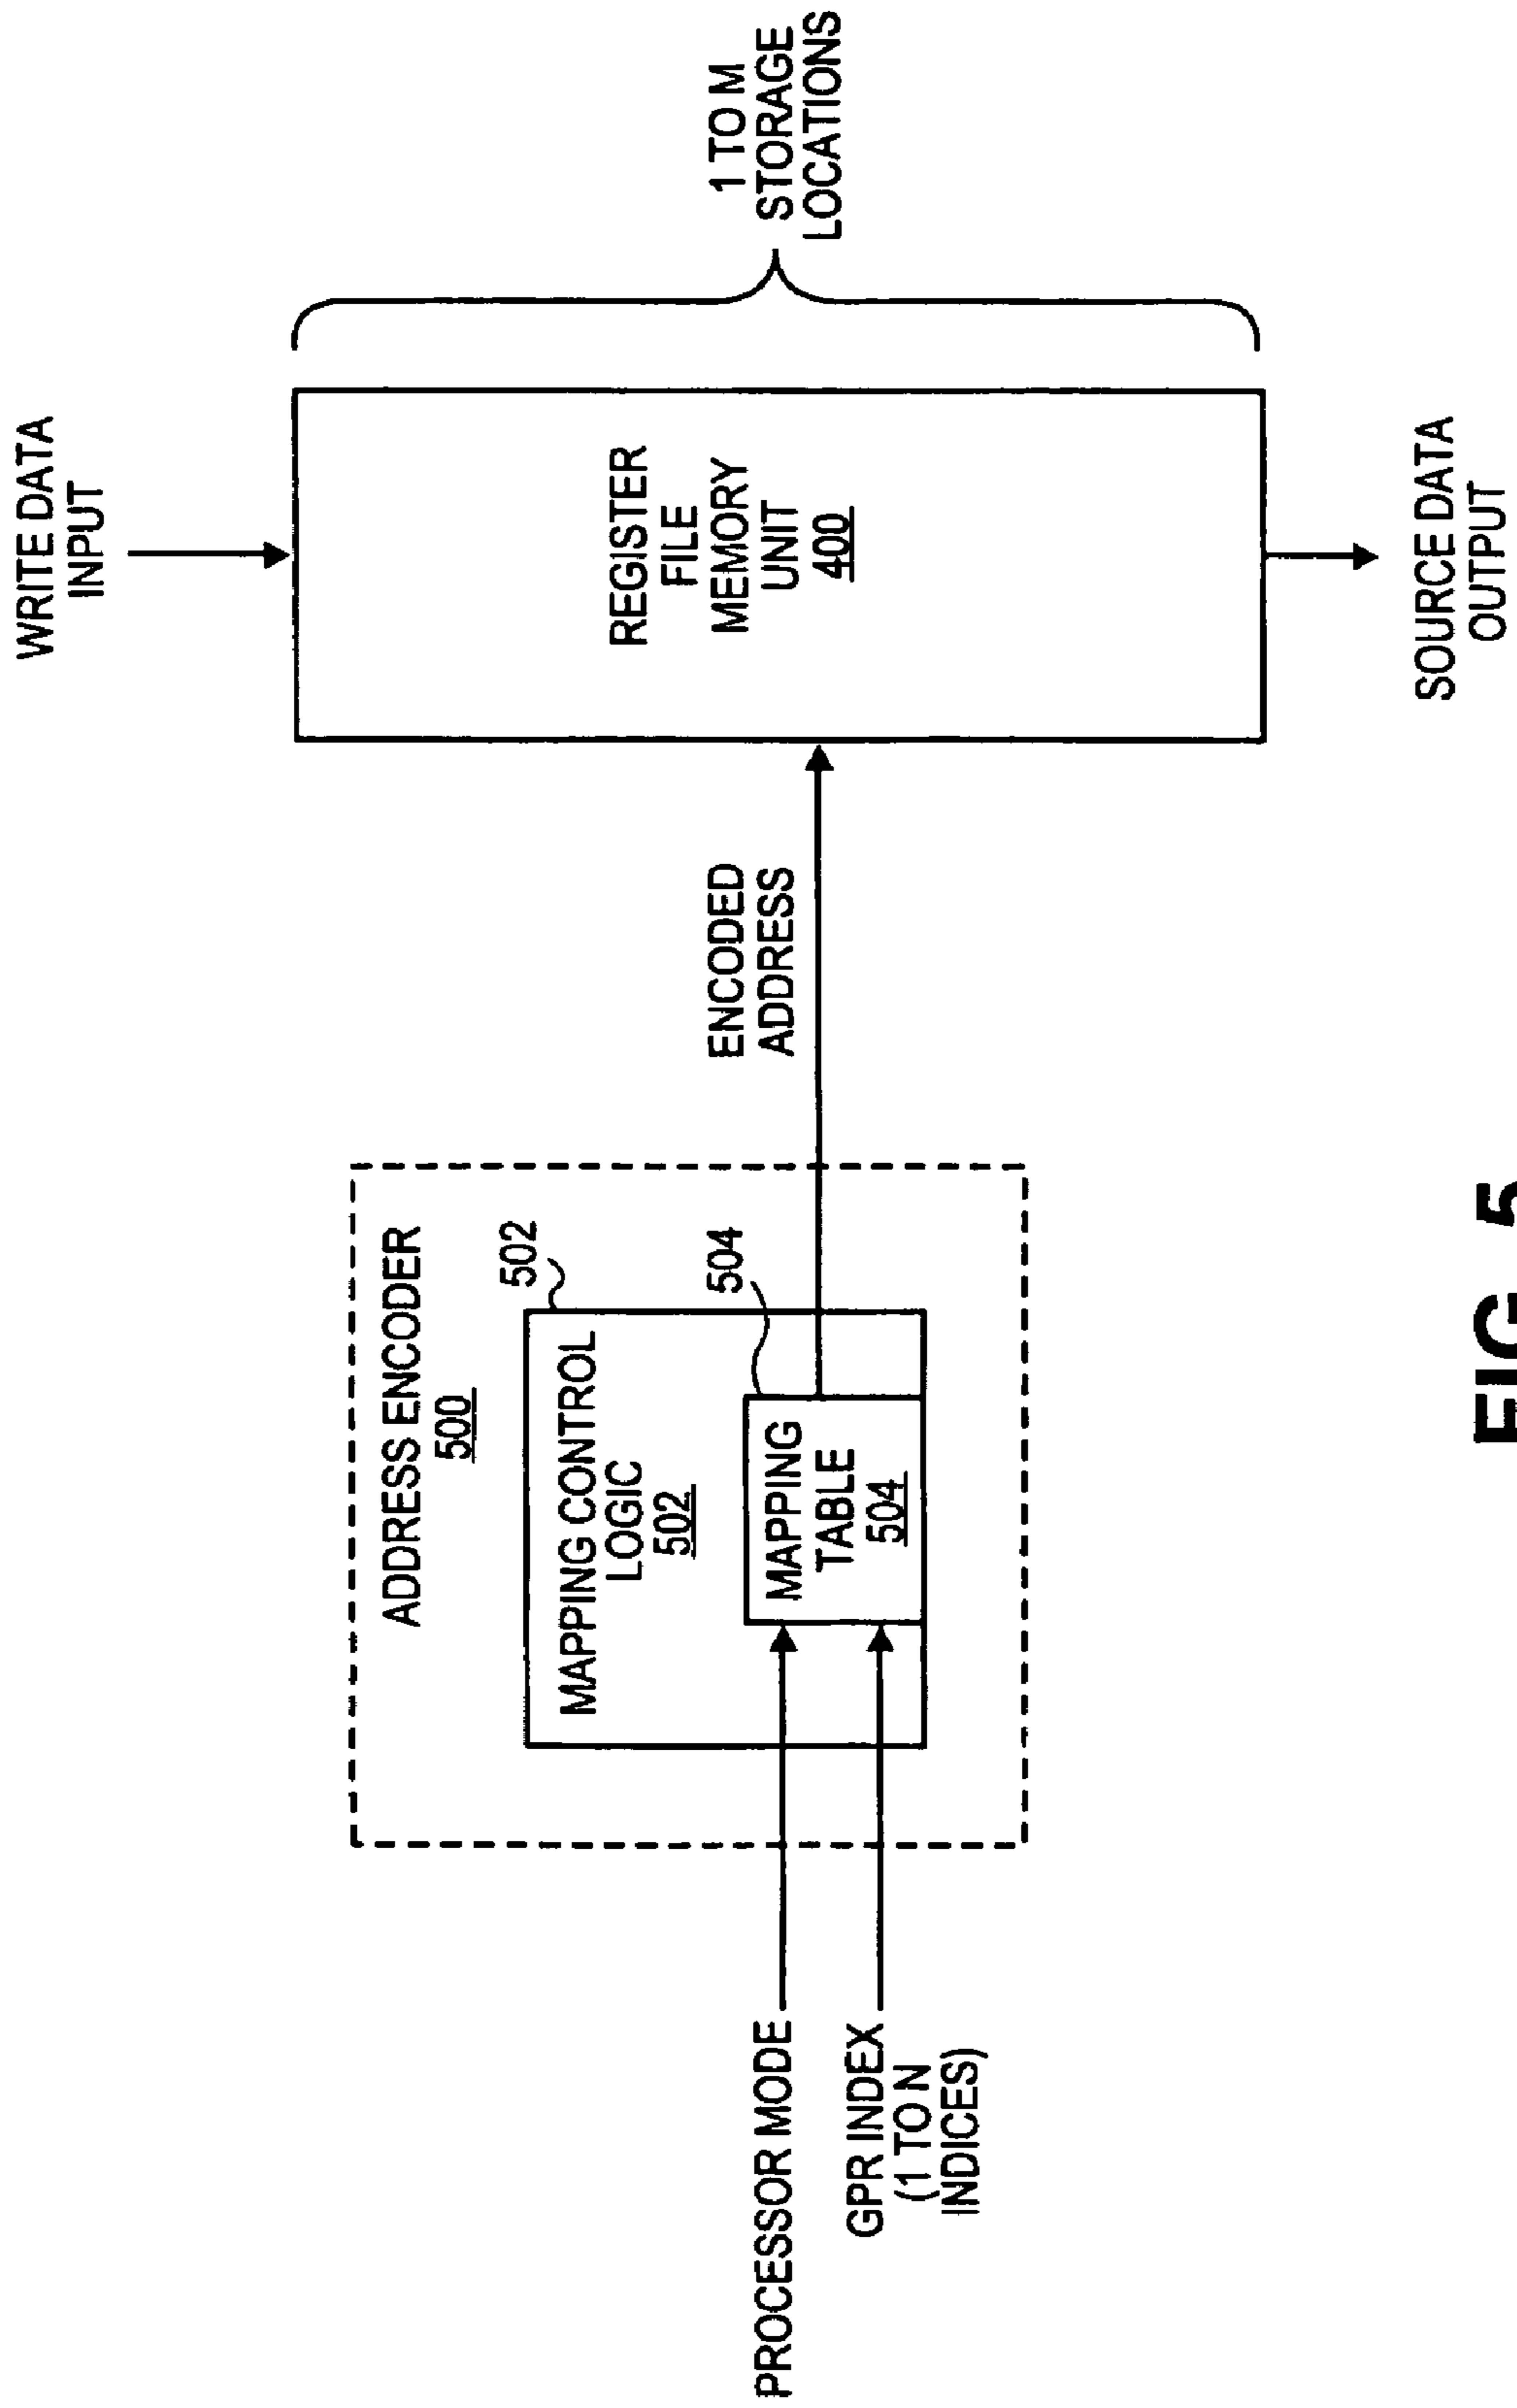 WRITE DATA
INPUT
1 TO M
STORAGE
LOCATIONS
REGISTER
FILE
MEMORY
UNIT
400
SOURCE DATA
OUTPUT
ENCODED
ADDRESS
ADDRESS ENCODER
500
502
MAPPING CONTROL
LOGIC
502
504
MAPPING
TABLE
504
PROCESSOR MODE
GPR INDEX
(1 TO N
INDICES)
FIG. 5